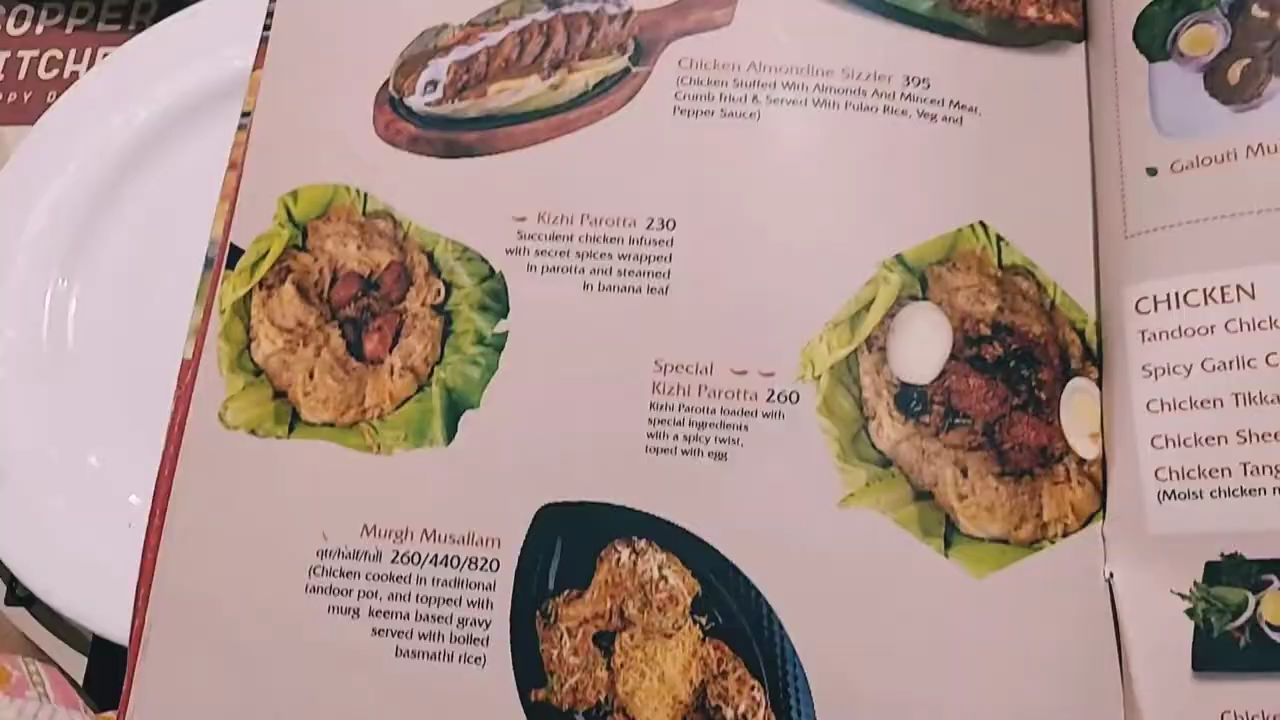 COPPER
KITCHE
Chicken Almondine Sizzler 395
(Chicken Stuffed With Almonds And Minced Meat,
Crumb fried & Served With Pulao Rice, Veg and
Pepper Sauce)
Kizhi Parotta 230
Succulent chicken infused
with secret spices wrapped
in parotta and steamed
in banana leaf
Special
Kizhi Parotta 260
Kizhi Parotta loaded with
special ingredients
with a spicy twist,
toped with egg
Murgh Musallam
qtr/half/full 260/440/820
(Chicken cooked in traditional
tandoor pot, and topped with
murg keema based gravy
served with boiled
basmathi rice)
Galouti Mu
CHICKEN
Tandoor Chick
Spicy Garlic C
Chicken Tikka
Chicken Shee
Chicken Tang
(Moist chicken
Chicke